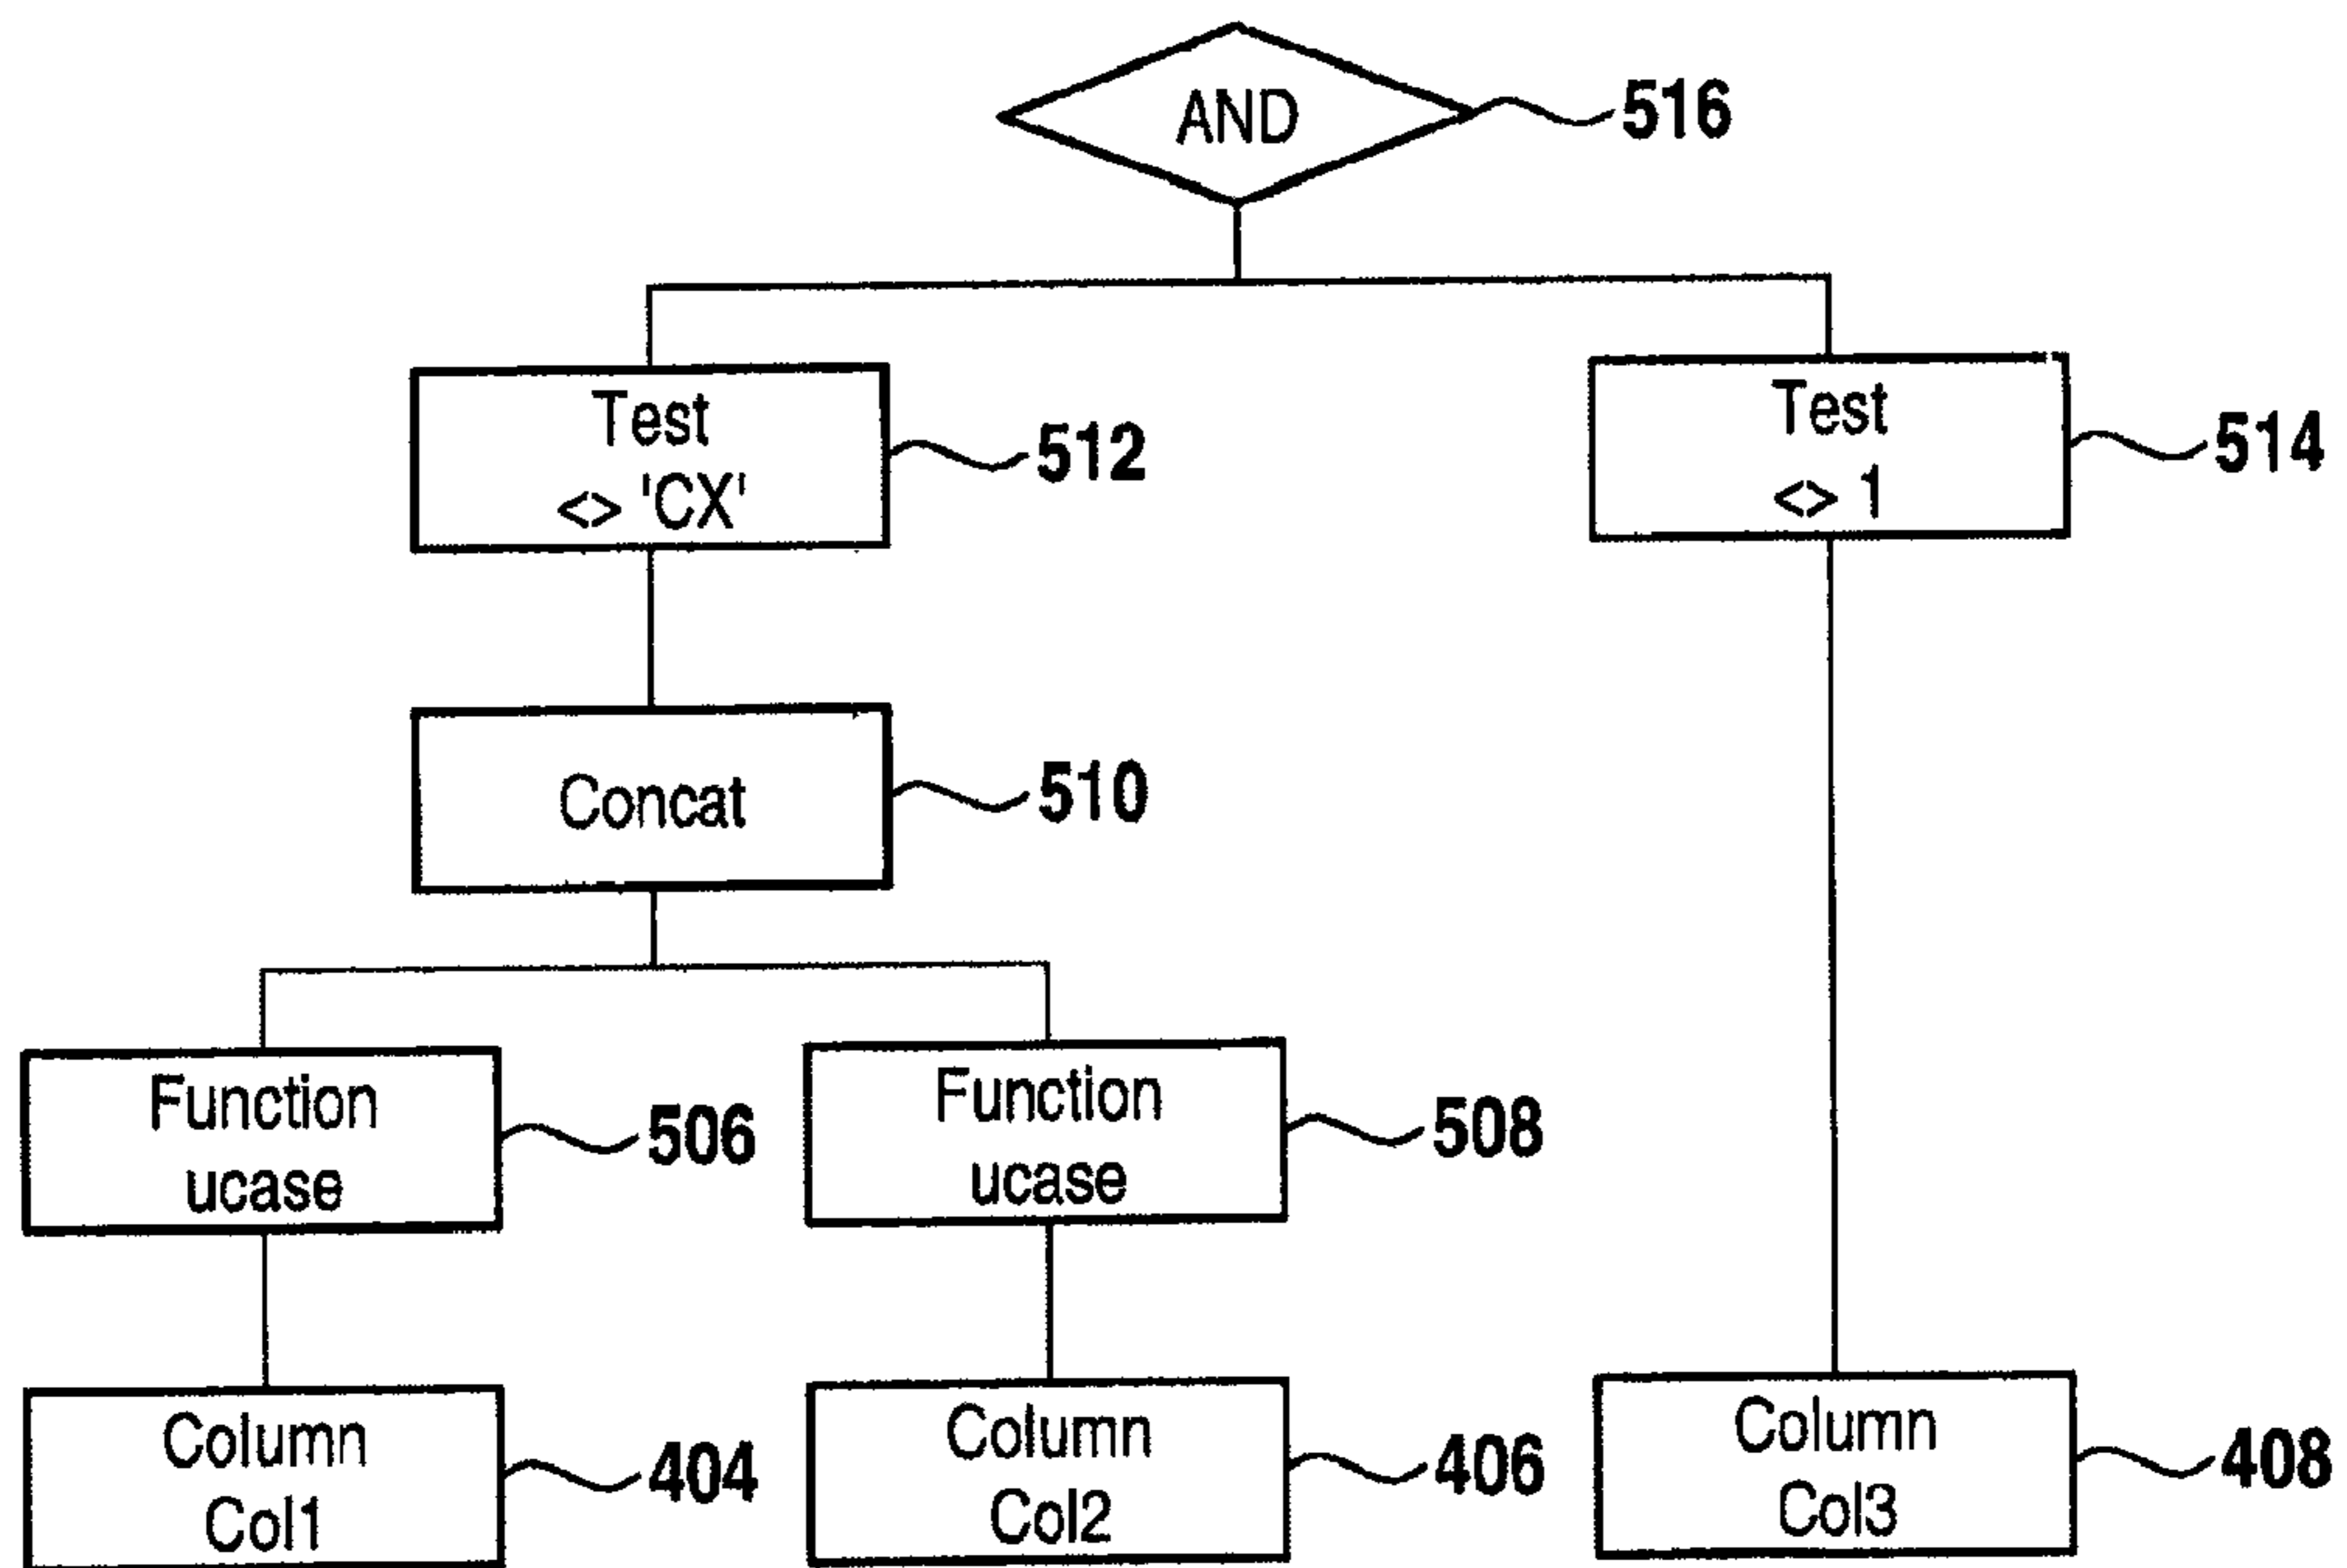 AND
516
Test
<> 'CX'
512
Test
<> 1
514
Concat
510
Function
ucase
506
Function
ucase
508
Column
Col1
404
Column
Col2
406
Column
Col3
408